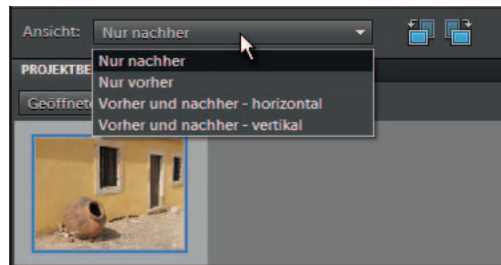 Ansicht: Nur nachher
Nur nachher
PROJEKTBE
Nur vorher
Geöffnete
Vorher und nachher - horizontal
Vorher und nachher - vertikal